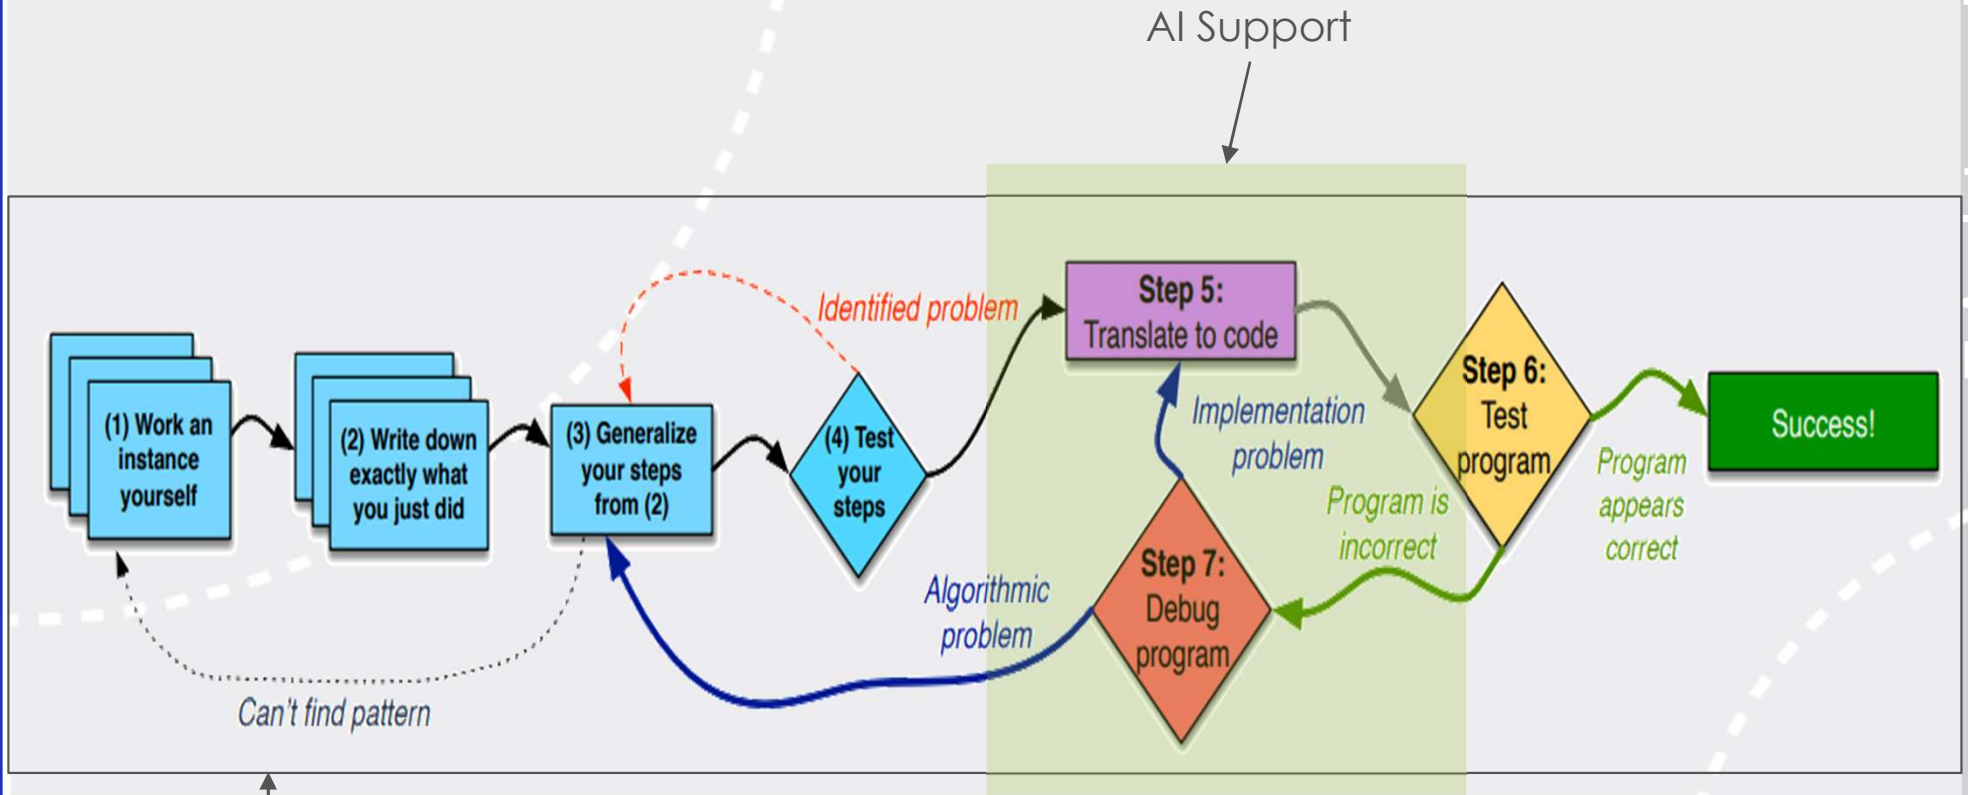 AI Support
(1) Work an
instance
yourself
(2) Write down
exactly what
you just did
(3) Generalize
your steps
from (2)
(4) Test
your
steps
Identified problem
Can't find pattern
Algorithmic
problem
Step 5:
Translate to code
Implementation
problem
Step 6:
Test
program
Program is
incorrect
Step 7:
Debug
program
Program
appears
correct
Success!